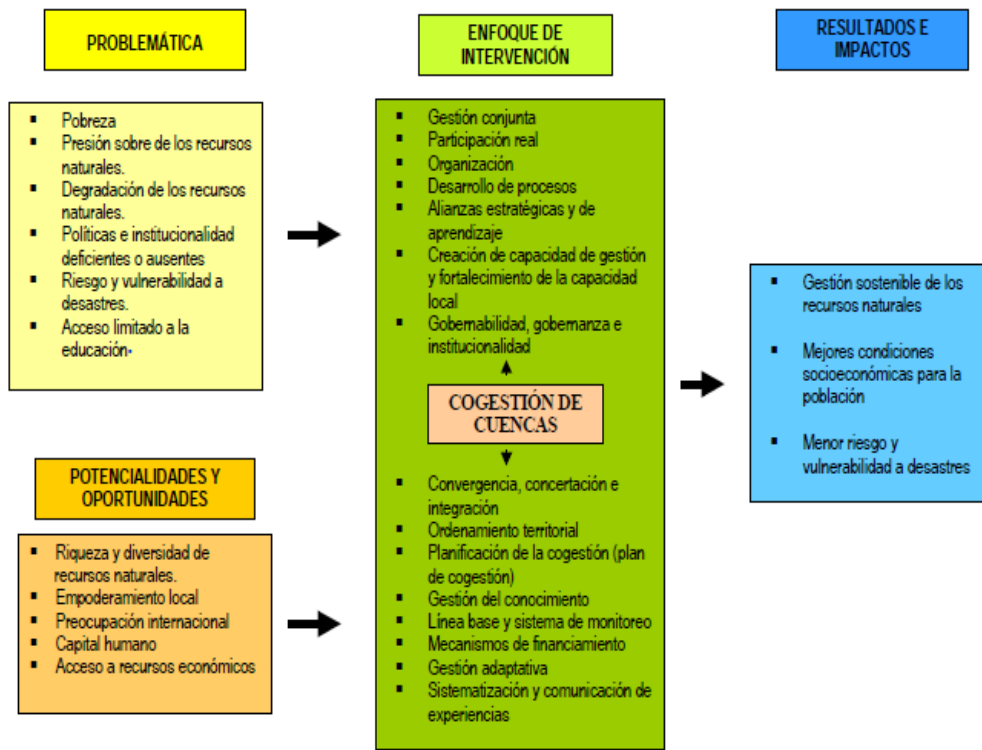 PROBLEMÁTICA
▪ Pobreza
▪ Presión sobre de los recursos
naturales.
▪ Degradación de los recursos
naturales.
▪ Políticas e institucionalidad
deficientes o ausentes
▪ Riesgo y vulnerabilidad a
desastres.
▪ Acceso limitado a la
educación
POTENCIALIDADES Y
OPORTUNIDADES
▪ Riqueza y diversidad de
recursos naturales.
▪ Empoderamiento local
▪ Preocupación internacional
▪ Capital humano
▪ Acceso a recursos económicos
ENFOQUE DE
INTERVENCIÓN
▪ Gestión conjunta
▪ Participación real
▪ Organización
▪ Desarrollo de procesos
▪ Alianzas estratégicas y de
aprendizaje
▪ Creación de capacidad de gestión
y fortalecimiento de la capacidad
local
▪ Gobernabilidad, gobernanza e
institucionalidad
COGESTIÓN DE
CUENCAS
▪ Convergencia, concertación e
integración
▪ Ordenamiento territorial
▪ Planificación de la cogestión (plan
de cogestión)
▪ Gestión del conocimiento
▪ Línea base y sistema de monitoreo
▪ Mecanismos de financiamiento
▪ Gestión adaptativa
▪ Sistematización y comunicación de
experiencias
RESULTADOS E
IMPACTOS
▪ Gestión sostenible de los
recursos naturales
▪ Mejores condiciones
socioeconómicas para la
población
▪ Menor riesgo y
vulnerabilidad a desastres